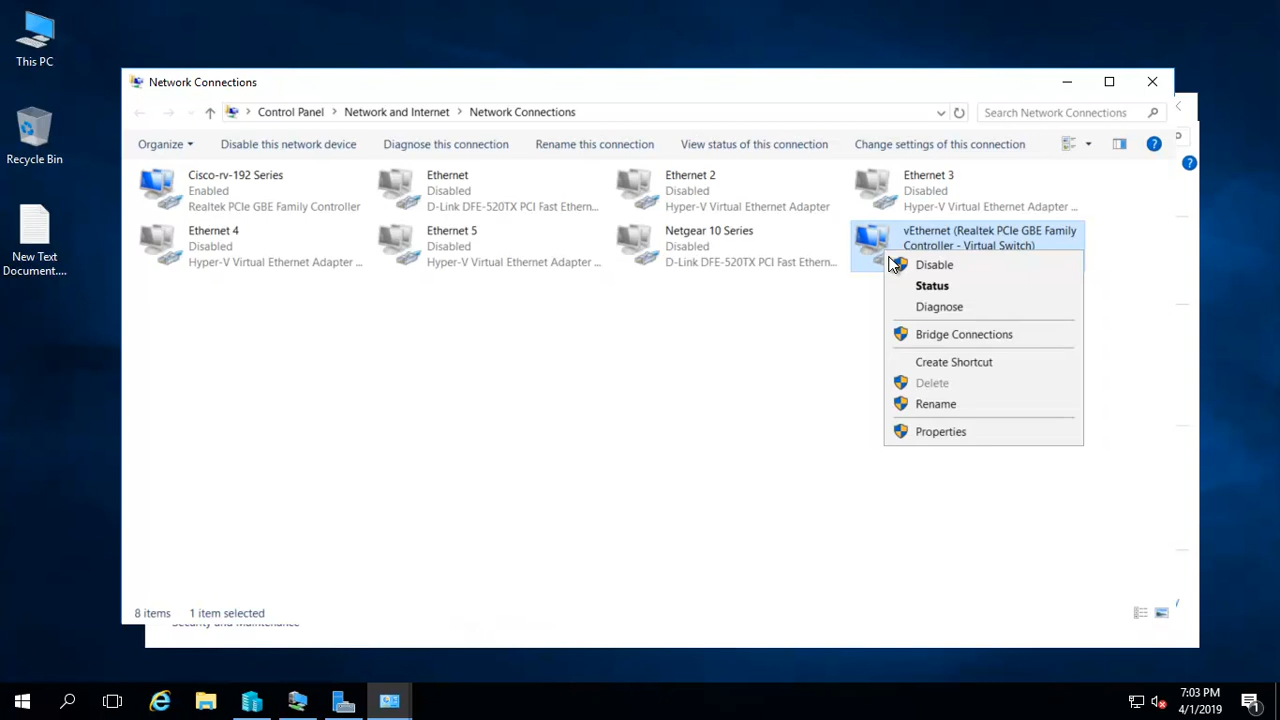 This PC
Recycle Bin
New Text
Document....
Network Connections
Control Panel
Network and Internet
Network Connections
Search Network Connections
Organize
Disable this network device
Diagnose this connection
Rename this connection
View status of this connection
Change settings of this connection
Cisco-rv-192 Series
Enabled
Realtek PCIe GBE Family Controller
Ethernet
Disabled
D-Link DFE-520TX PCI Fast Ethern...
Ethernet 2
Disabled
Hyper-V Virtual Ethernet Adapter
Ethernet 3
Disabled
Hyper-V Virtual Ethernet Adapter ...
Ethernet 4
Disabled
Hyper-V Virtual Ethernet Adapter ...
Ethernet 5
Disabled
Hyper-V Virtual Ethernet Adapter ...
Netgear 10 Series
Disabled
D-Link DFE-520TX PCI Fast Ethern...
vEthernet (Realtek PCIe GBE Family
Controller - Virtual Switch)
Disable
Status
Diagnose
Bridge Connections
Create Shortcut
Delete
Rename
Properties
8 items
1 item selected
Security and Maintenance
7:03 PM
4/1/2019
1